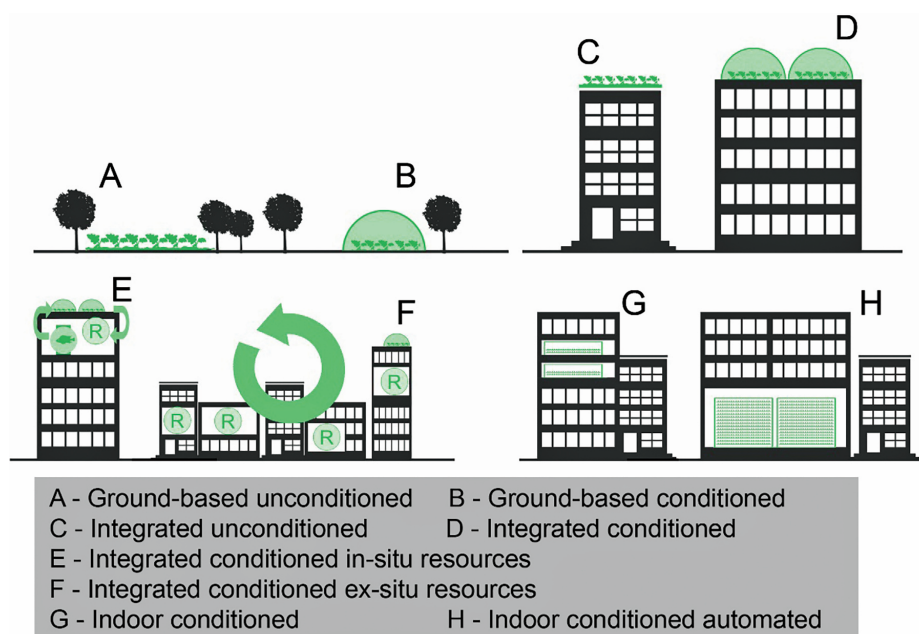 A
B
C
D
E
R
R
R
R
R
F
G
H
A - Ground-based unconditioned B - Ground-based conditioned
C - Integrated unconditioned D - Integrated conditioned
E - Integrated conditioned in-situ resources
F - Integrated conditioned ex-situ resources
G - Indoor conditioned H - Indoor conditioned automated